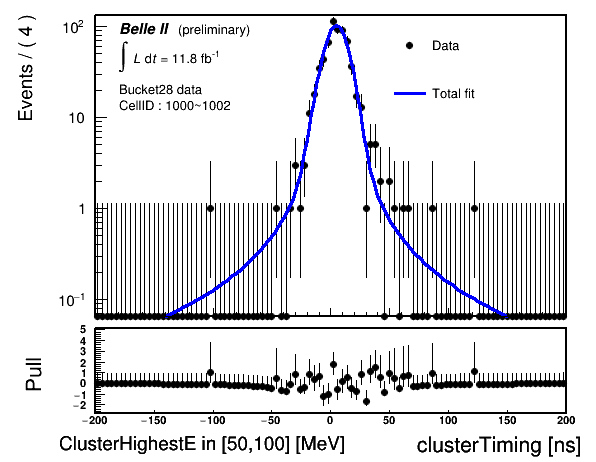 Belle II (preliminary)
∫ L dt = 11.8 fb⁻¹
Bucket28 data
CellID : 1000~1002
Data
Total fit
Events / ( 4 )
10²
10
1
10⁻¹
Pull
5
4
3
2
1
0
−1
−2
−200 −150 −100 −50 0 50 100 150 200
ClusterHighestE in [50,100] [MeV]
clusterTiming [ns]